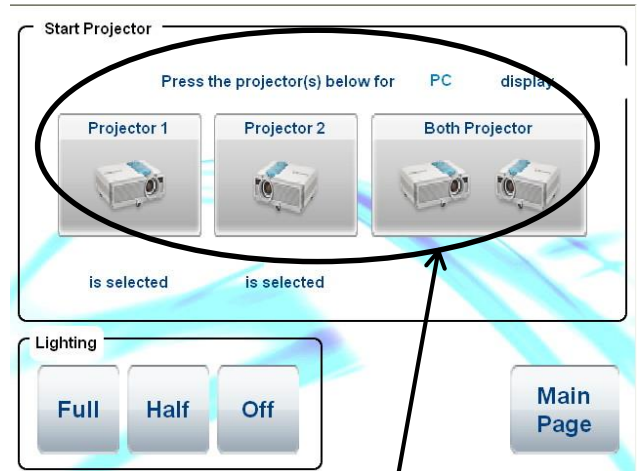 Start Projector
Press the projector(s) below for PC display
Projector 1 Projector 2 Both Projector
is selected is selected
Lighting
Full Half Off
Main
Page